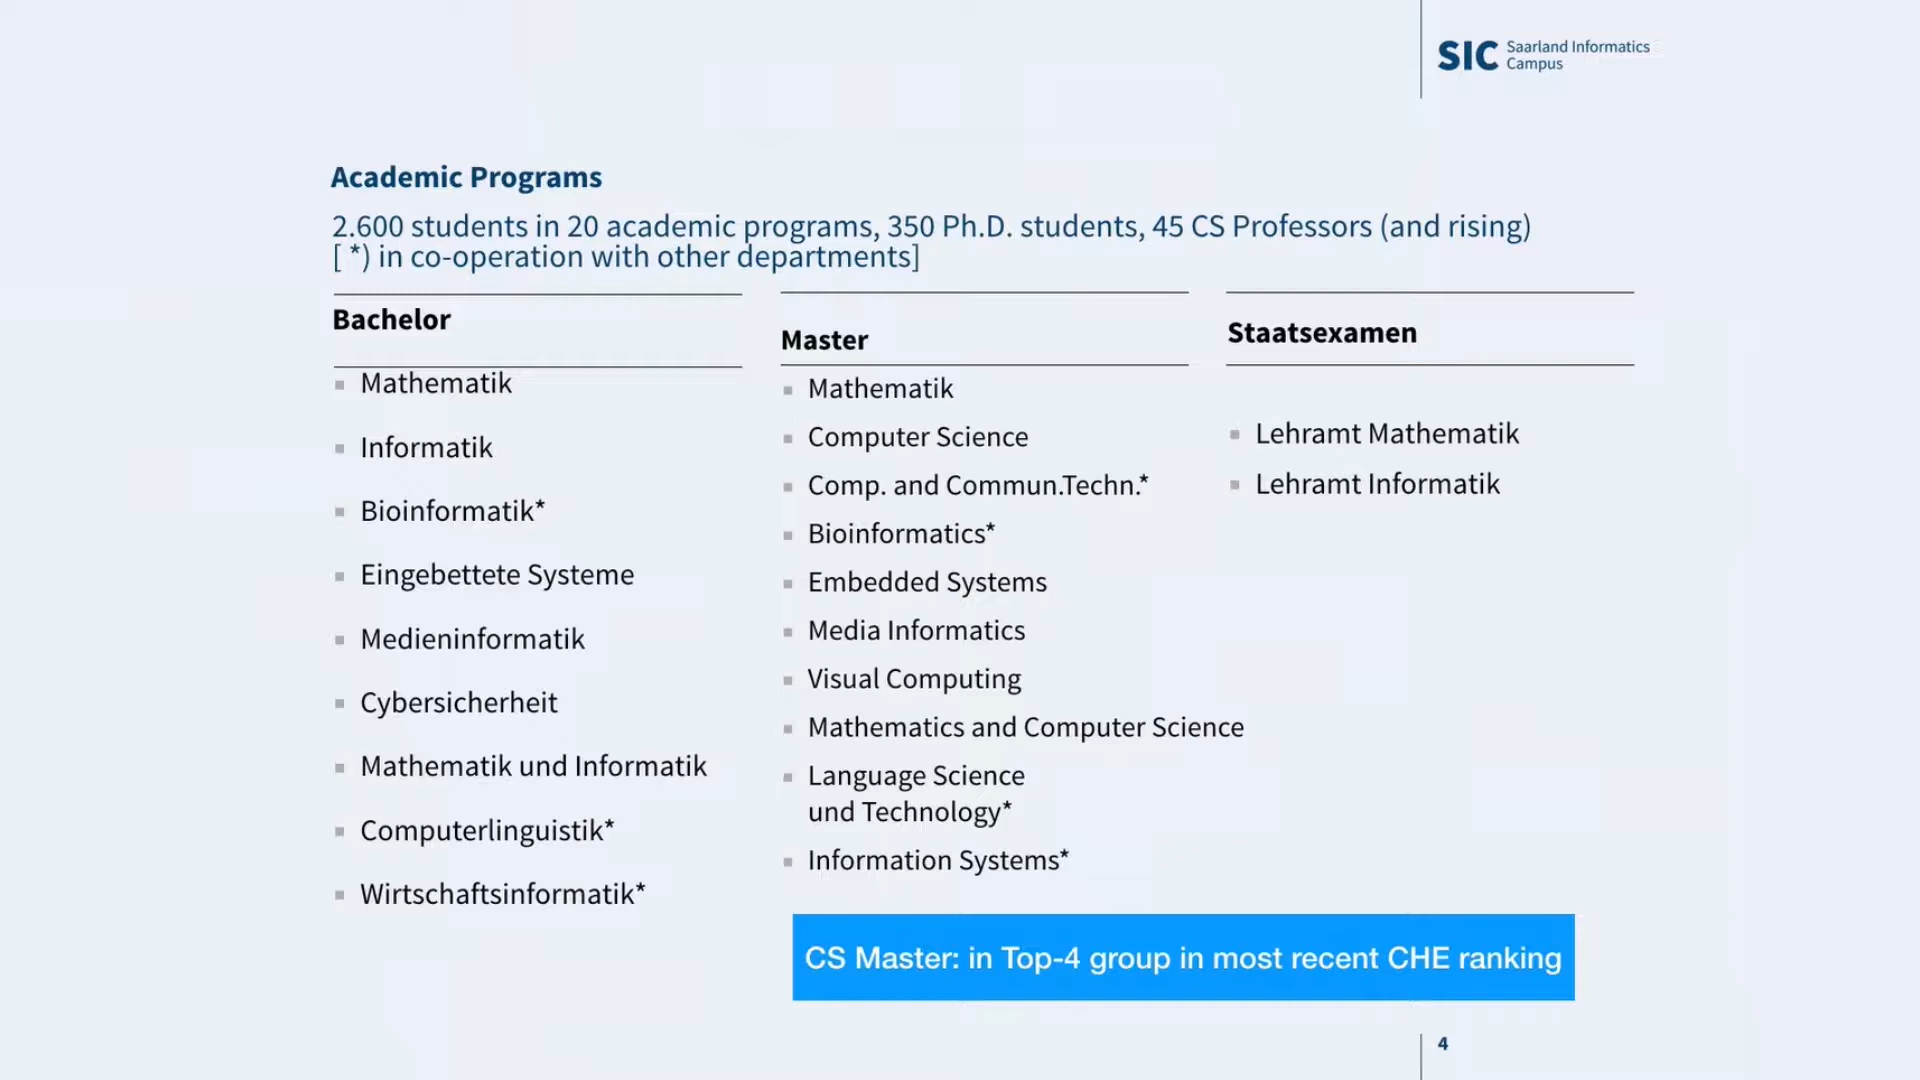 SIC Saarland Informatics
Campus
Academic Programs
2.600 students in 20 academic programs, 350 Ph.D. students, 45 CS Professors (and rising)
[ *) in co-operation with other departments]
Bachelor
Mathematik
Informatik
Bioinformatik*
Eingebettete Systeme
Medieninformatik
Cybersicherheit
Mathematik und Informatik
Computerlinguistik*
Wirtschaftsinformatik*
Master
Mathematik
Computer Science
Comp. and Commun.Techn.*
Bioinformatics*
Embedded Systems
Media Informatics
Visual Computing
Mathematics and Computer Science
Language Science
und Technology*
Information Systems*
Staatsexamen
Lehramt Mathematik
Lehramt Informatik
CS Master: in Top-4 group in most recent CHE ranking
4